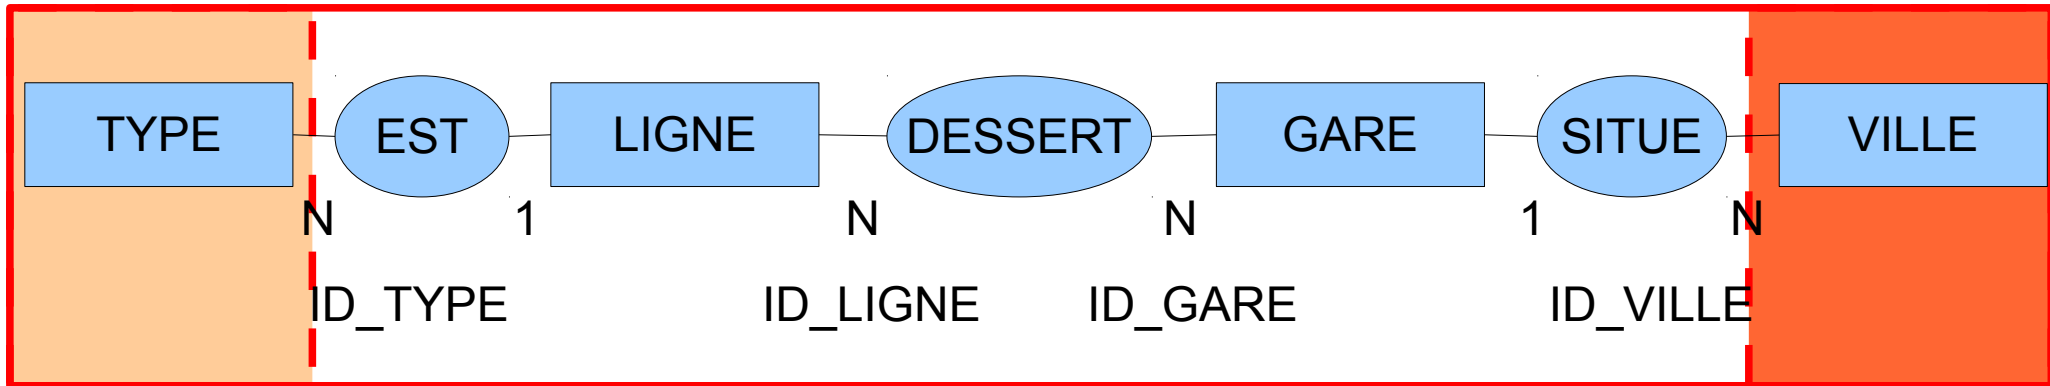 TYPE EST LIGNE DESSERT GARE SITUE VILLE
N 1 N N 1 N
ID_TYPE ID_LIGNE ID_GARE ID_VILLE